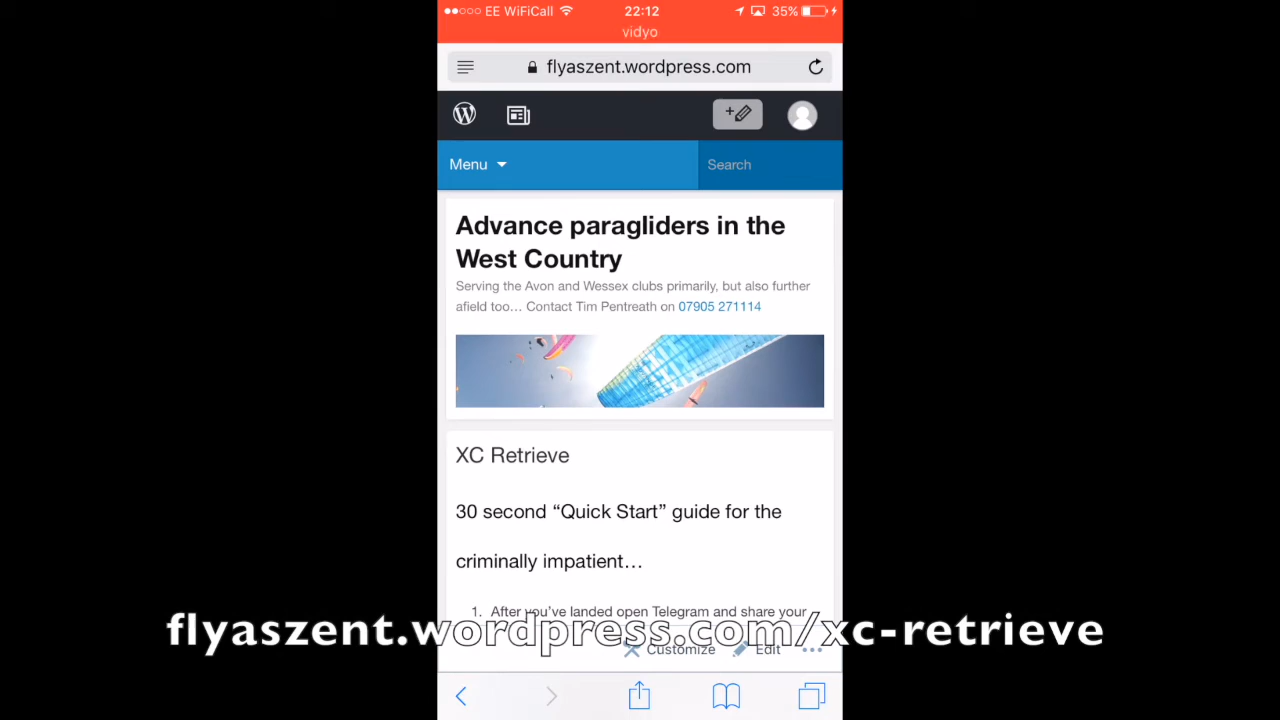 EE WiFiCall 22:12 35%
vidyo
flyaszent.wordpress.com
Menu Search
Advance paragliders in the
West Country
Serving the Avon and Wessex clubs primarily, but also further
afield too… Contact Tim Pentreath on 07905 271114
XC Retrieve
30 second “Quick Start” guide for the
criminally impatient…
1. After you’ve landed open Telegram and share your
flyaszent.wordpress.com/xc-retrieve
Customize Edit